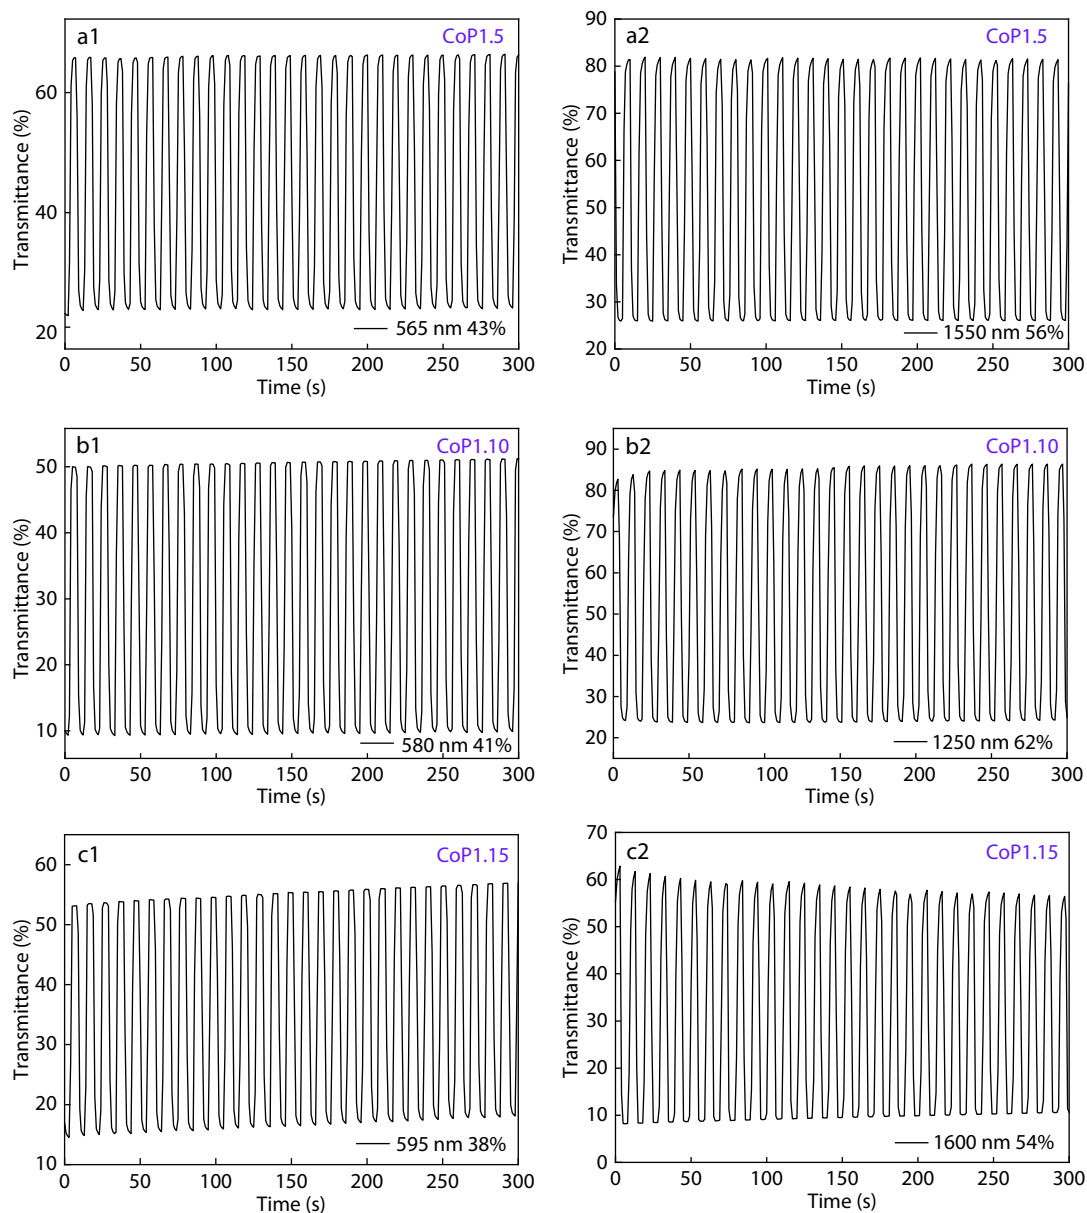 a1
CoP1.5
60
40
20
Transmittance (%)
565 nm 43%
0 50 100 150 200 250 300
Time (s)
a2
CoP1.5
90
80
70
60
50
40
30
20
Transmittance (%)
1550 nm 56%
0 50 100 150 200 250 300
Time (s)
b1
CoP1.10
50
40
30
20
10
Transmittance (%)
580 nm 41%
0 50 100 150 200 250 300
Time (s)
b2
CoP1.10
90
80
70
60
50
40
30
20
Transmittance (%)
1250 nm 62%
0 50 100 150 200 250 300
Time (s)
c1
CoP1.15
60
50
40
30
20
10
Transmittance (%)
595 nm 38%
0 50 100 150 200 250 300
Time (s)
c2
CoP1.15
70
60
50
40
30
20
10
0
Transmittance (%)
1600 nm 54%
0 50 100 150 200 250 300
Time (s)